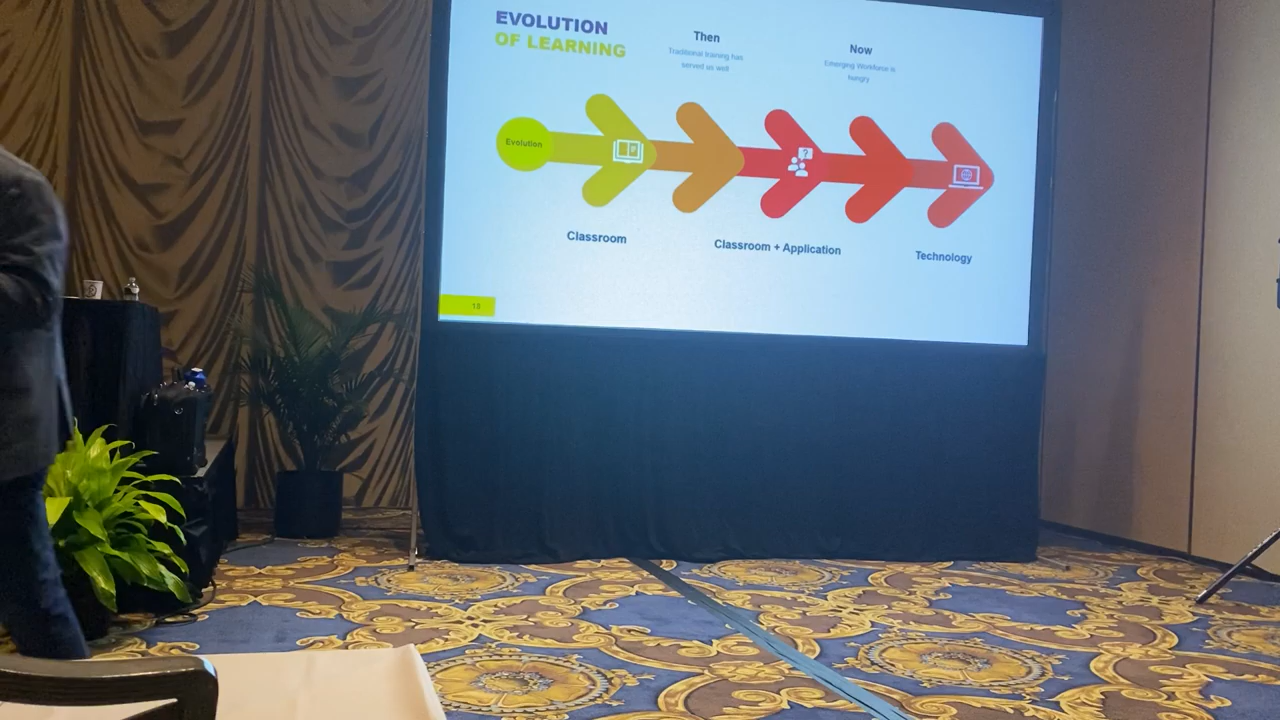 EVOLUTION
OF LEARNING
Then
Traditional training has
served us well
Now
Emerging Workforce is
hungry
Evolution
?
Classroom
Classroom + Application
Technology